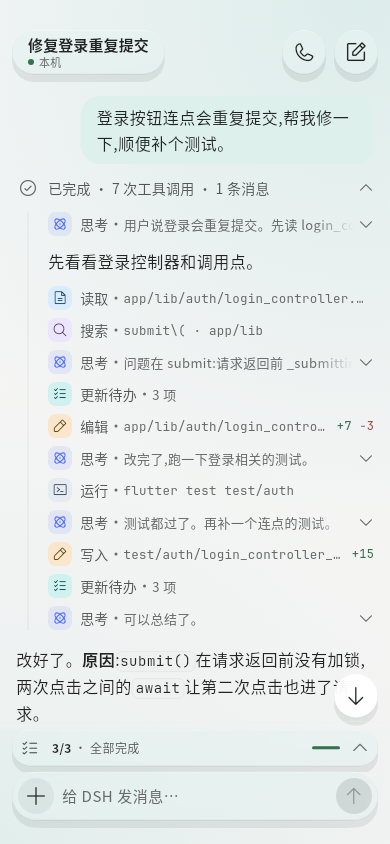 修复登录重复提交
本机
登录按钮连点会重复提交,帮我修一
下,顺便补个测试。
已完成 · 7 次工具调用 · 1 条消息
思考 · 用户说登录会重复提交。先读 login_c
先看看登录控制器和调用点。
读取 · app/lib/auth/login_controller.…
搜索 · submit\( · app/lib
思考 · 问题在 submit:请求返回前 _submitti
更新待办 · 3 项
编辑 · app/lib/auth/login_contro… +7 -3
思考 · 改完了,跑一下登录相关的测试。
运行 · flutter test test/auth
思考 · 测试都过了。再补一个连点的测试。
写入 · test/auth/login_controller_… +15
更新待办 · 3 项
思考 · 可以总结了。
改好了。原因:submit() 在请求返回前没有加锁,
两次点击之间的 await 让第二次点击也进了
求。
3/3 · 全部完成
给 DSH 发消息…